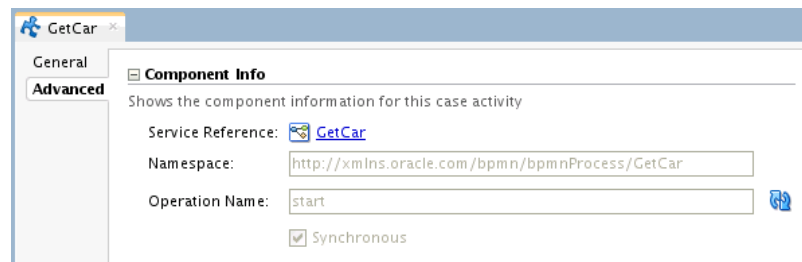 GetCar
General
Advanced
Component Info
Shows the component information for this case activity
Service Reference: GetCar
Namespace: http://xmlns.oracle.com/bpmn/bpmnProcess/GetCar
Operation Name: start
Synchronous